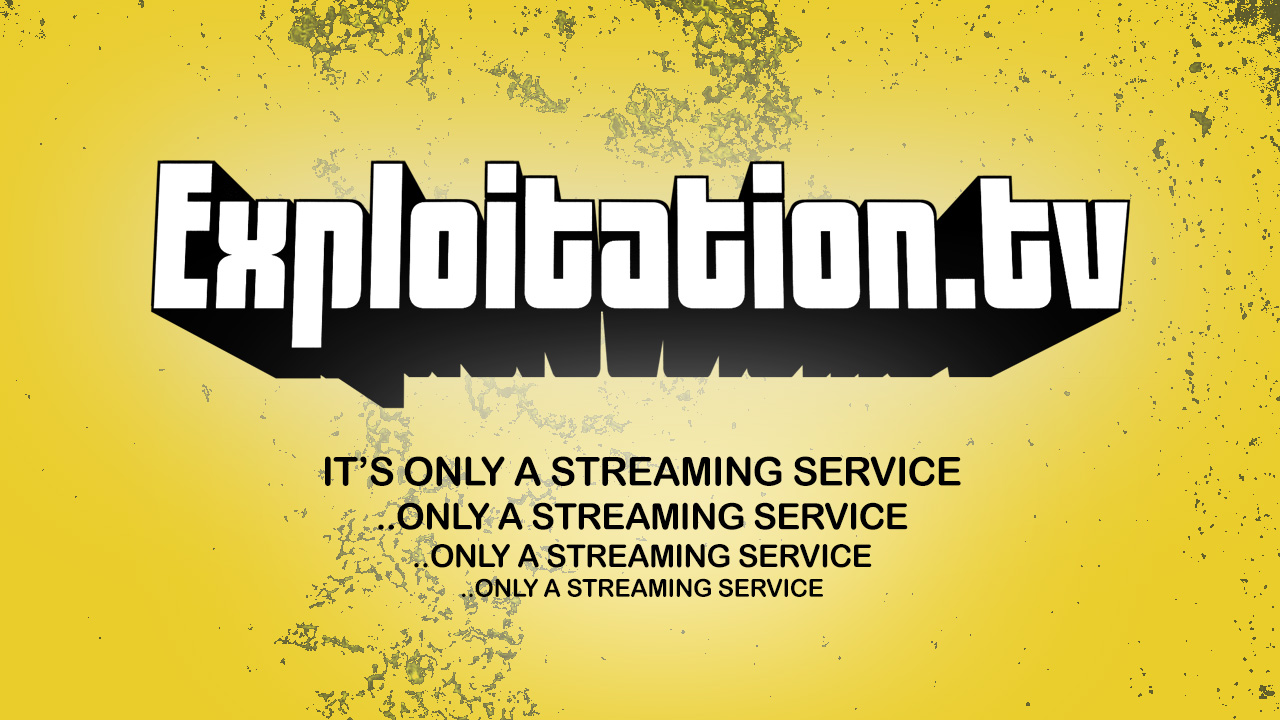 Exploitation.tv
IT'S ONLY A STREAMING SERVICE
..ONLY A STREAMING SERVICE
..ONLY A STREAMING SERVICE
..ONLY A STREAMING SERVICE